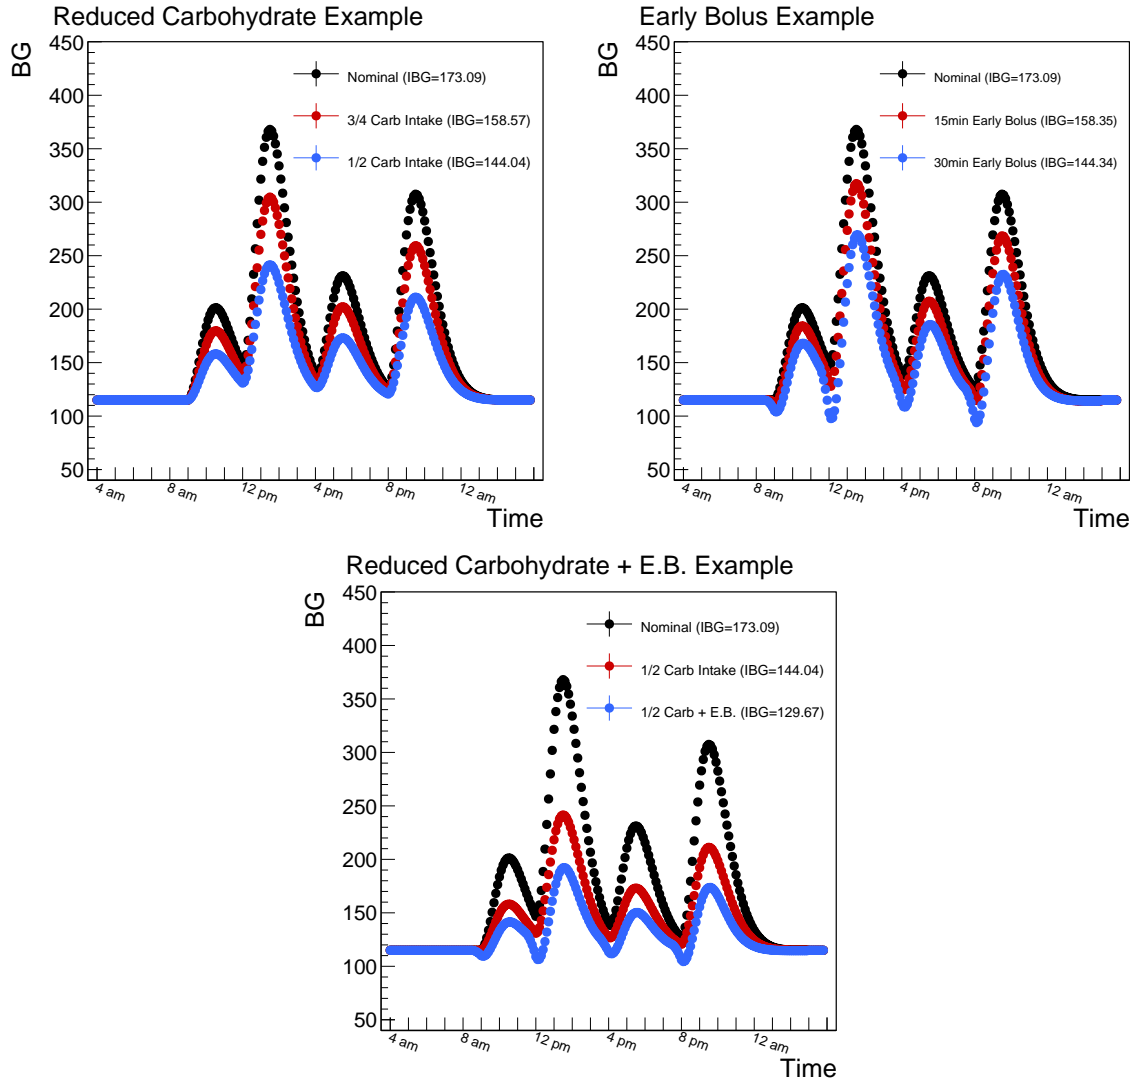 Reduced Carbohydrate Example
BG
450
400
350
300
250
200
150
100
50
Nominal (IBG=173.09)
3/4 Carb Intake (IBG=158.57)
1/2 Carb Intake (IBG=144.04)
4 am
8 am
12 pm
4 pm
8 pm
12 am
Time
Early Bolus Example
BG
450
400
350
300
250
200
150
100
50
Nominal (IBG=173.09)
15min Early Bolus (IBG=158.35)
30min Early Bolus (IBG=144.34)
4 am
8 am
12 pm
4 pm
8 pm
12 am
Time
Reduced Carbohydrate + E.B. Example
BG
450
400
350
300
250
200
150
100
50
Nominal (IBG=173.09)
1/2 Carb Intake (IBG=144.04)
1/2 Carb + E.B. (IBG=129.67)
4 am
8 am
12 pm
4 pm
8 pm
12 am
Time